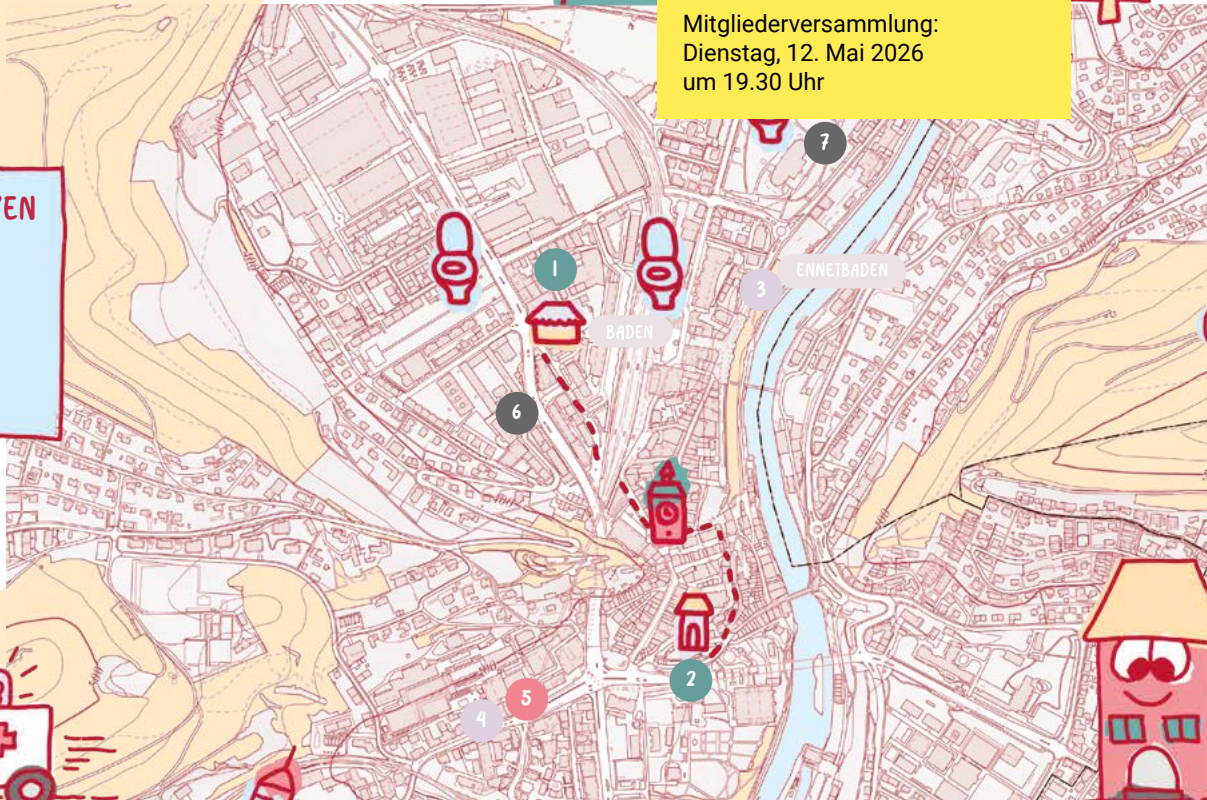 Mitgliederversammlung:
Dienstag, 12. Mai 2026
um 19.30 Uhr
7
EN
1
ENNETBADEN
3
BADEN
6
2
5
4